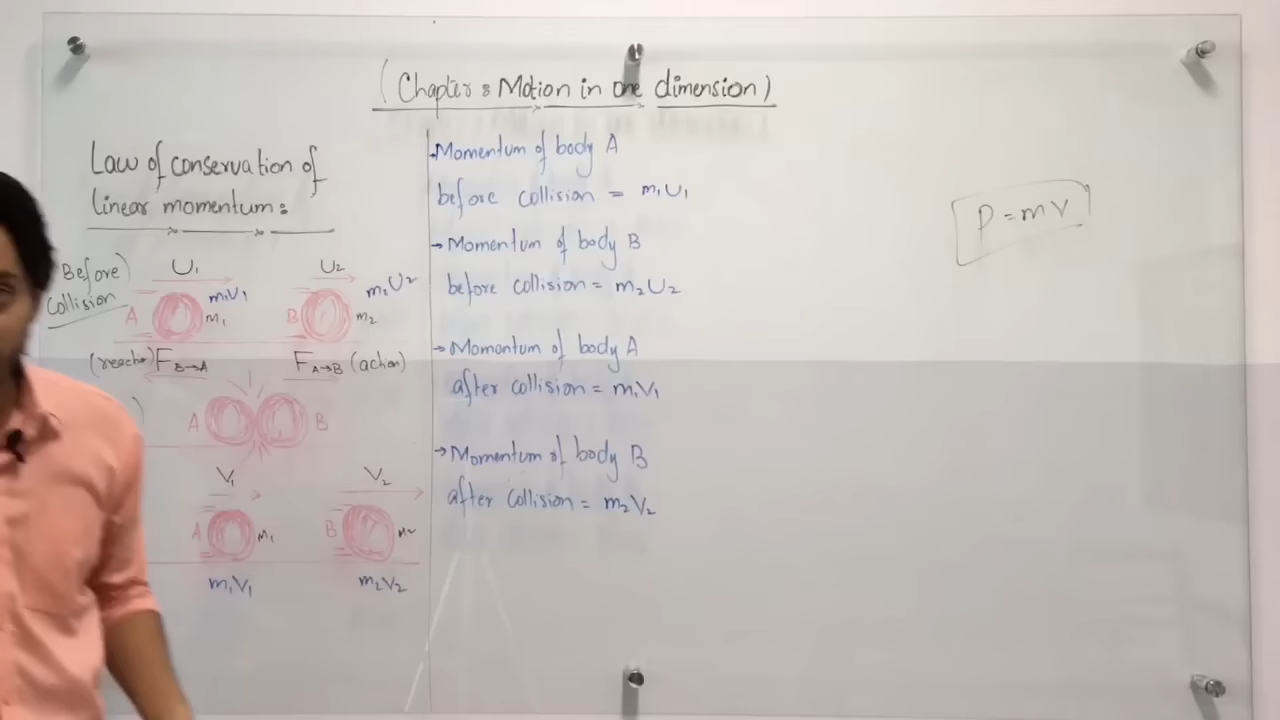 (Chapter: Motion in one dimension)
Law of conservation of
linear momentum:
Before)
collision
U1
U2
m1U1
m2U2
A
m1
B
m2
(reaction) F B→A
F A→B (action)
A
B
V1
V2
A
m1
B
m2
m1V1
m2V2
Momentum of body A
before collision = m1U1
→ Momentum of body B
before collision = m2U2
→ Momentum of body A
after collision = m1V1
→ Momentum of body B
after collision = m2V2
P = mV